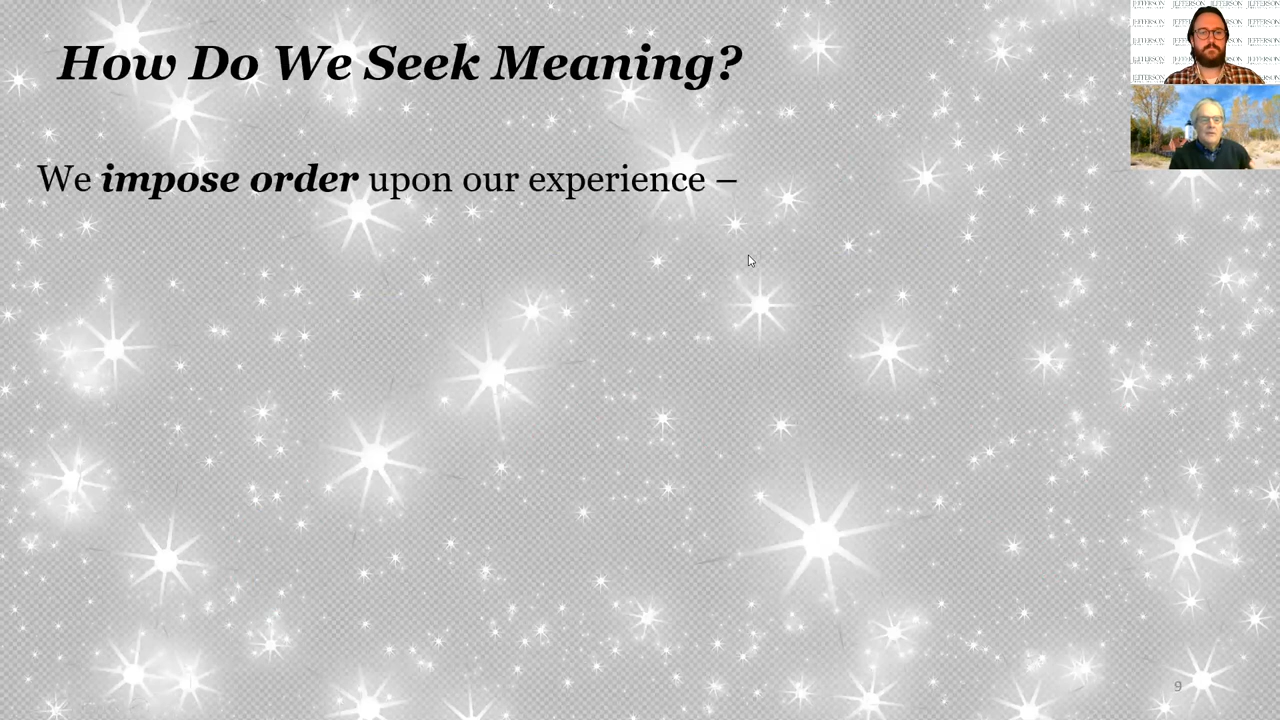 How Do We Seek Meaning?
We impose order upon our experience –
9